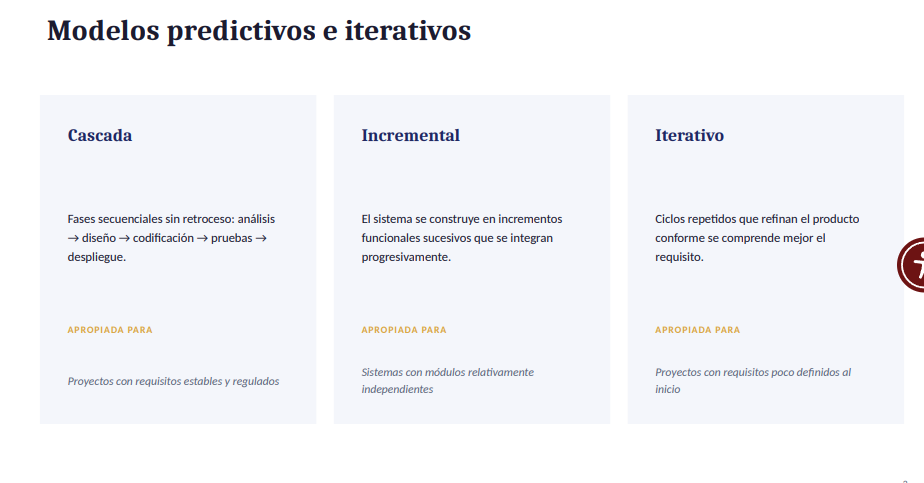 Modelos predictivos e iterativos
Cascada
Fases secuenciales sin retroceso: análisis
→ diseño → codificación → pruebas →
despliegue.
APROPIADA PARA
Proyectos con requisitos estables y regulados
Incremental
El sistema se construye en incrementos
funcionales sucesivos que se integran
progresivamente.
APROPIADA PARA
Sistemas con módulos relativamente
independientes
Iterativo
Ciclos repetidos que refinan el producto
conforme se comprende mejor el
requisito.
APROPIADA PARA
Proyectos con requisitos poco definidos al
inicio